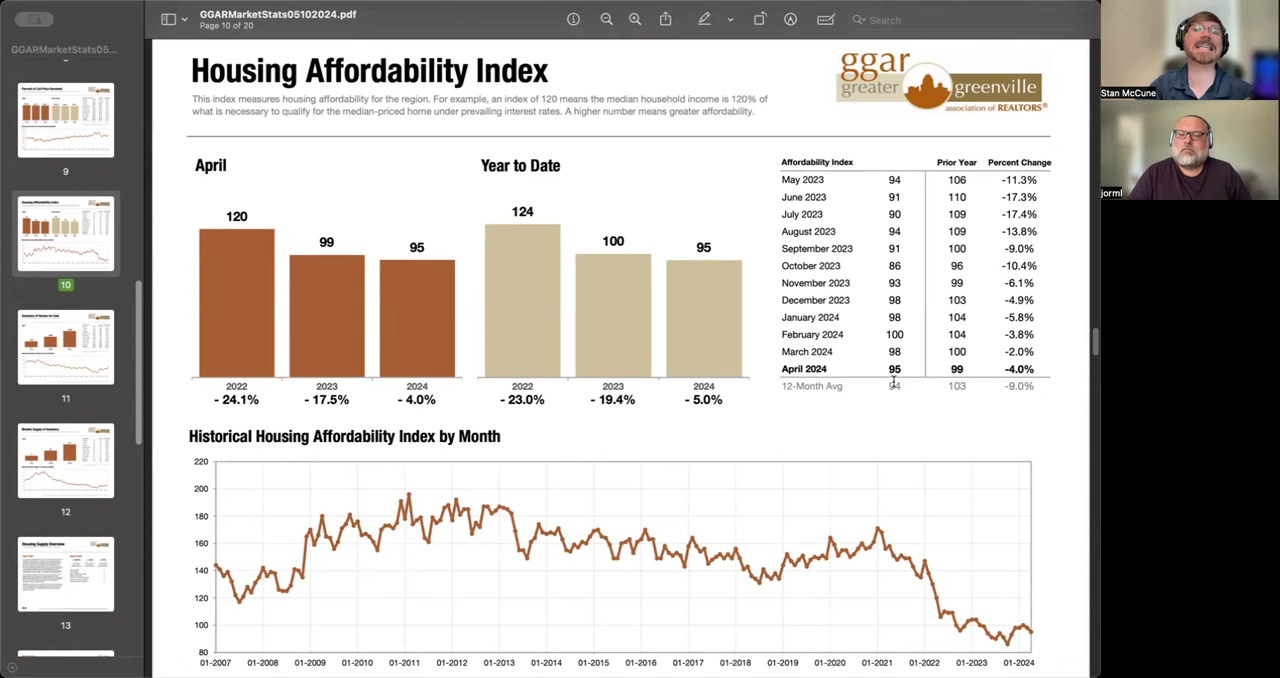 GGARMarketStats05102024.pdf
Page 10 of 20
Search
GGARMarketStats05...
9
10
11
12
13
Housing Affordability Index
This index measures housing affordability for the region. For example, an index of 120 means the median household income is 120% of
what is necessary to qualify for the median-priced home under prevailing interest rates. A higher number means greater affordability.
ggar
greater greenville
association of REALTORS®
Stan McCune
jorml
April
120
99
95
2022
2023
2024
- 24.1%
- 17.5%
- 4.0%
Year to Date
124
100
95
2022
2023
2024
- 23.0%
- 19.4%
- 5.0%
Affordability Index Prior Year Percent Change
May 2023 94 106 -11.3%
June 2023 91 110 -17.3%
July 2023 90 109 -17.4%
August 2023 94 109 -13.8%
September 2023 91 100 -9.0%
October 2023 86 96 -10.4%
November 2023 93 99 -6.1%
December 2023 98 103 -4.9%
January 2024 98 104 -5.8%
February 2024 100 104 -3.8%
March 2024 98 100 -2.0%
April 2024 95 99 -4.0%
12-Month Avg 94 103 -9.0%
Historical Housing Affordability Index by Month
220
200
180
160
140
120
100
80
01-2007 01-2008 01-2009 01-2010 01-2011 01-2012 01-2013 01-2014 01-2015 01-2016 01-2017 01-2018 01-2019 01-2020 01-2021 01-2022 01-2023 01-2024